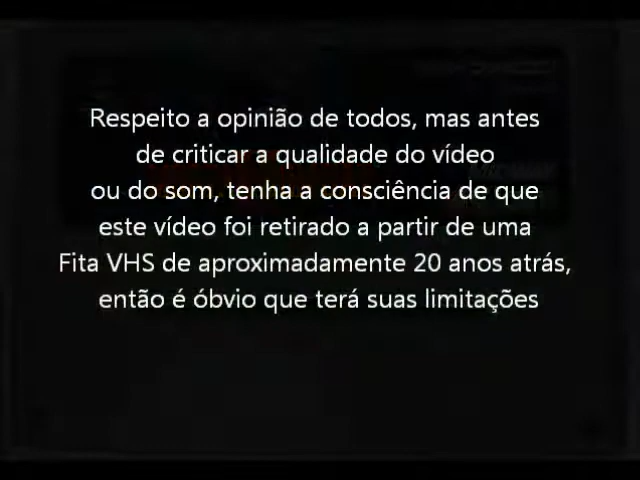 Respeito a opinião de todos, mas antes
de criticar a qualidade do vídeo
ou do som, tenha a consciência de que
este vídeo foi retirado a partir de uma
Fita VHS de aproximadamente 20 anos atrás,
então é óbvio que terá suas limitações